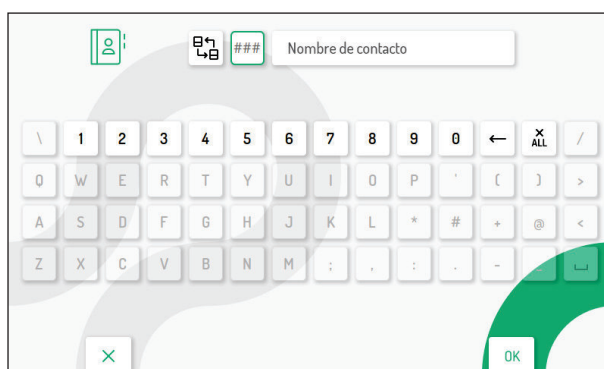 ### Nombre de contacto
\ 1 2 3 4 5 6 7 8 9 0 ← × ALL /
Q W E R T Y U I O P ' ( ) >
A S D F G H J K L * # + @ <
Z X C V B N M ; , : . - _
× OK